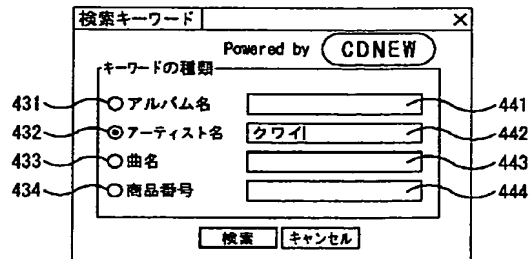 検索キーワード ×
Powered by CDNEW
キーワードの種類
431 ○アルバム名 441
432 ◉アーティスト名 クワイ 442
433 ○曲名 443
434 ○商品番号 444
検索 キャンセル